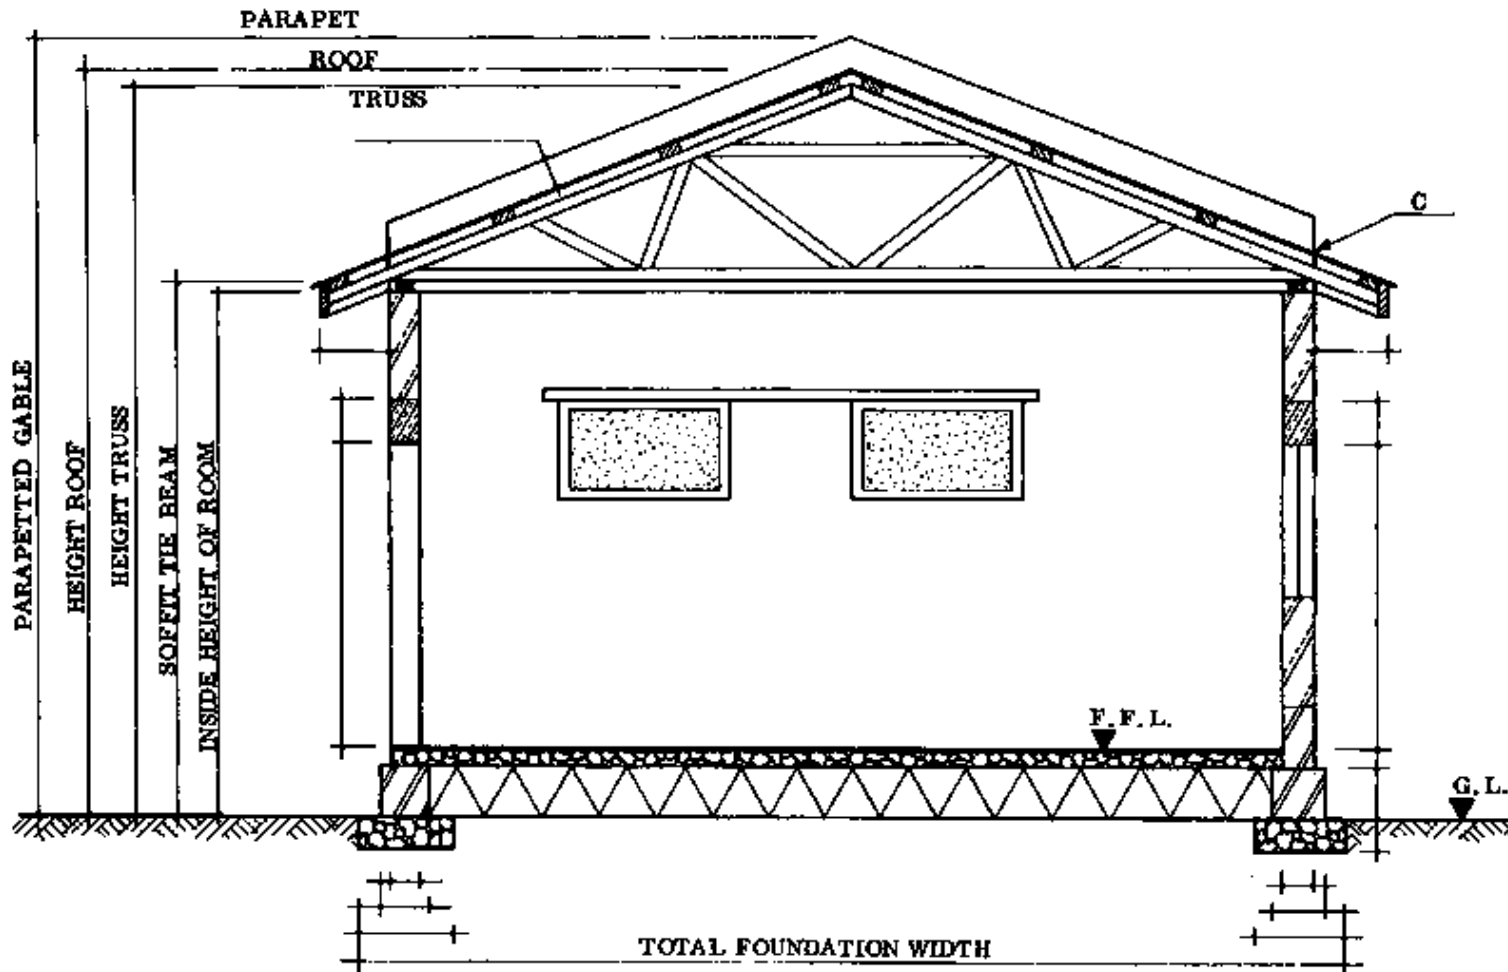 PARAPET
ROOF
TRUSS
C
PARAPETTED GABLE
HEIGHT ROOF
HEIGHT TRUSS
SOFFIT TIE BEAM
INSIDE HEIGHT OF ROOM
F. F. L.
G. L.
TOTAL FOUNDATION WIDTH